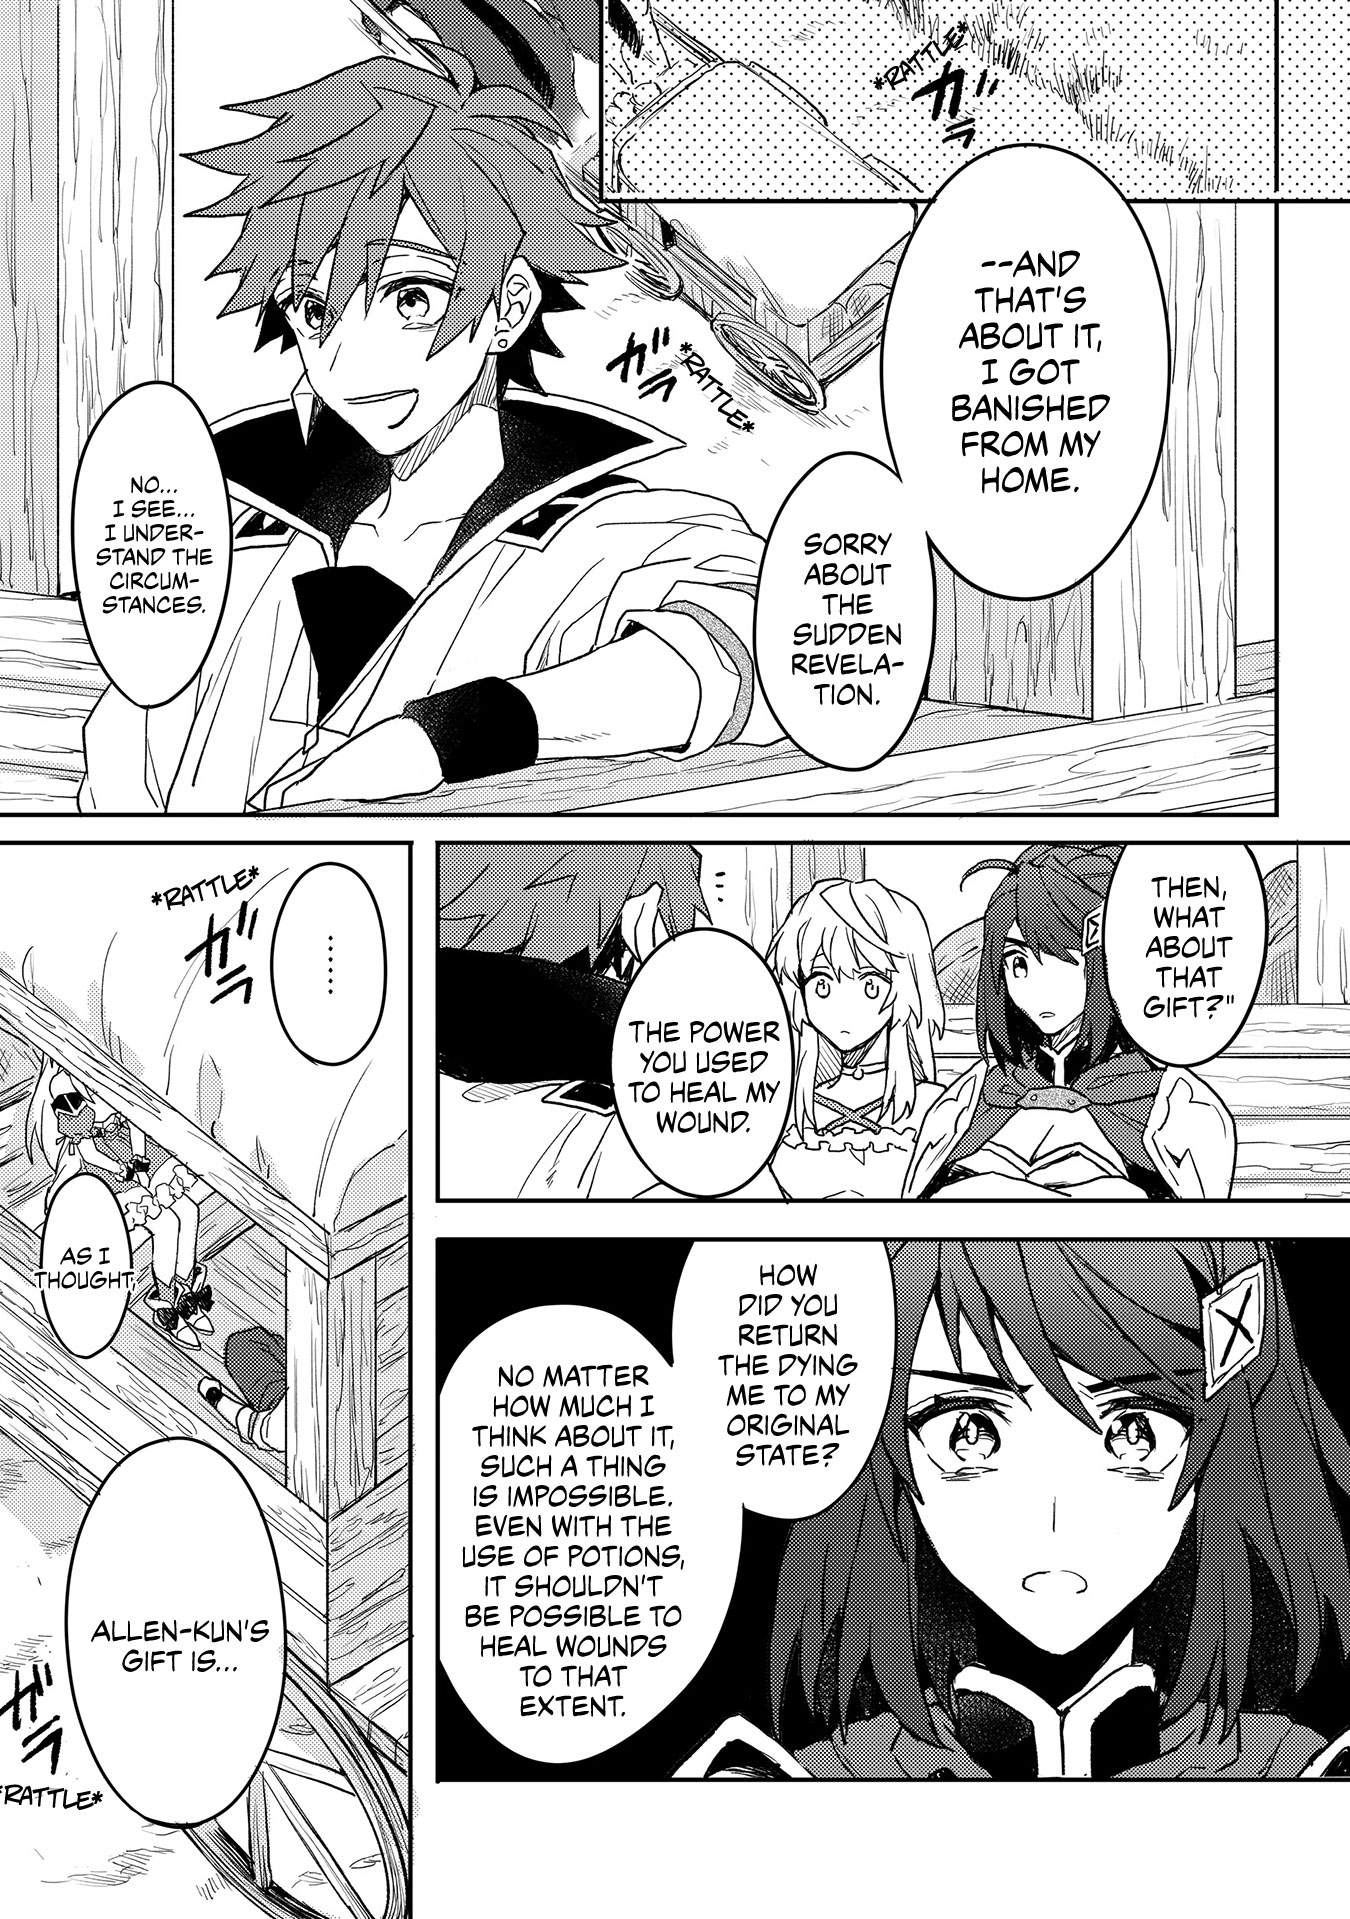 *RATTLE*
ガラ
--AND
THAT'S
ABOUT IT,
I GOT
BANISHED
FROM MY
HOME.
SORRY
ABOUT
THE
SUDDEN
REVELA-
TION.
ガラ
*RATTLE*
NO...
I SEE...
I UNDER-
STAND THE
CIRCUM-
STANCES.
THEN,
WHAT
ABOUT
THAT
GIFT?"
THE POWER
YOU USED
TO HEAL MY
WOUND.
HOW
DID YOU
RETURN
THE DYING
ME TO MY
ORIGINAL
STATE?
NO MATTER
HOW MUCH I
THINK ABOUT IT,
SUCH A THING
IS IMPOSSIBLE.
EVEN WITH THE
USE OF POTIONS,
IT SHOULDN'T
BE POSSIBLE TO
HEAL WOUNDS
TO THAT
EXTENT.
......
*RATTLE*
ガラ
AS I
THOUGHT,
ALLEN-KUN'S
GIFT IS...
ガラ
*RATTLE*